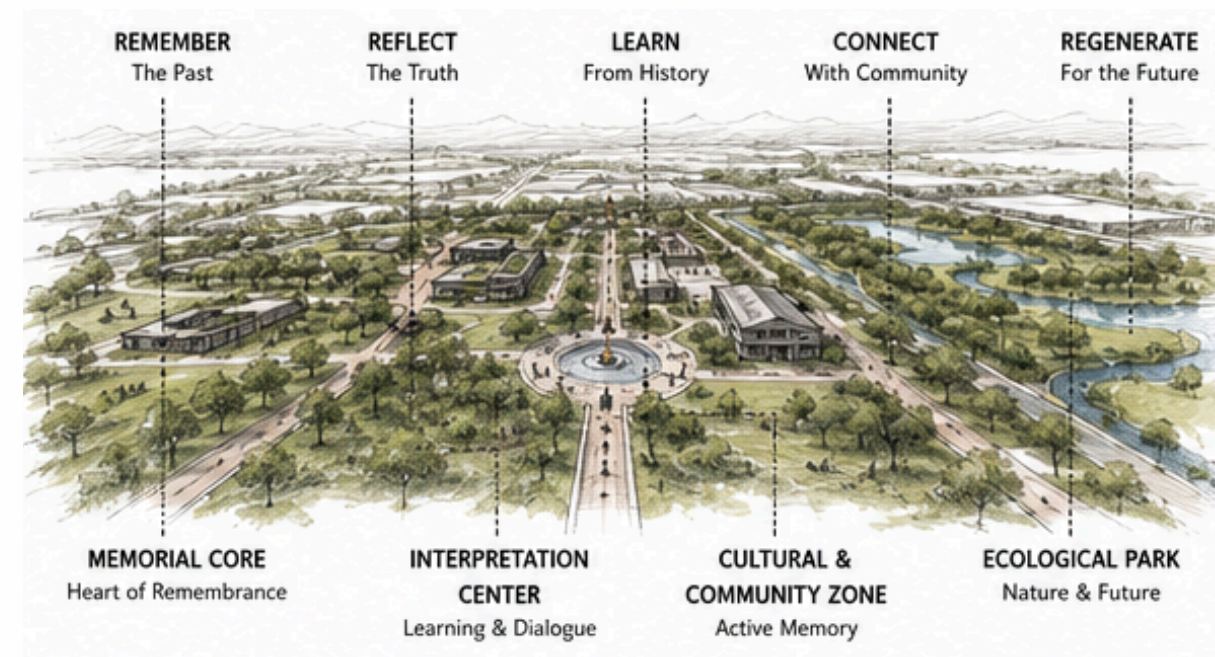 REMEMBER
The Past
REFLECT
The Truth
LEARN
From History
CONNECT
With Community
REGENERATE
For the Future
MEMORIAL CORE
Heart of Remembrance
INTERPRETATION
CENTER
Learning & Dialogue
CULTURAL &
COMMUNITY ZONE
Active Memory
ECOLOGICAL PARK
Nature & Future